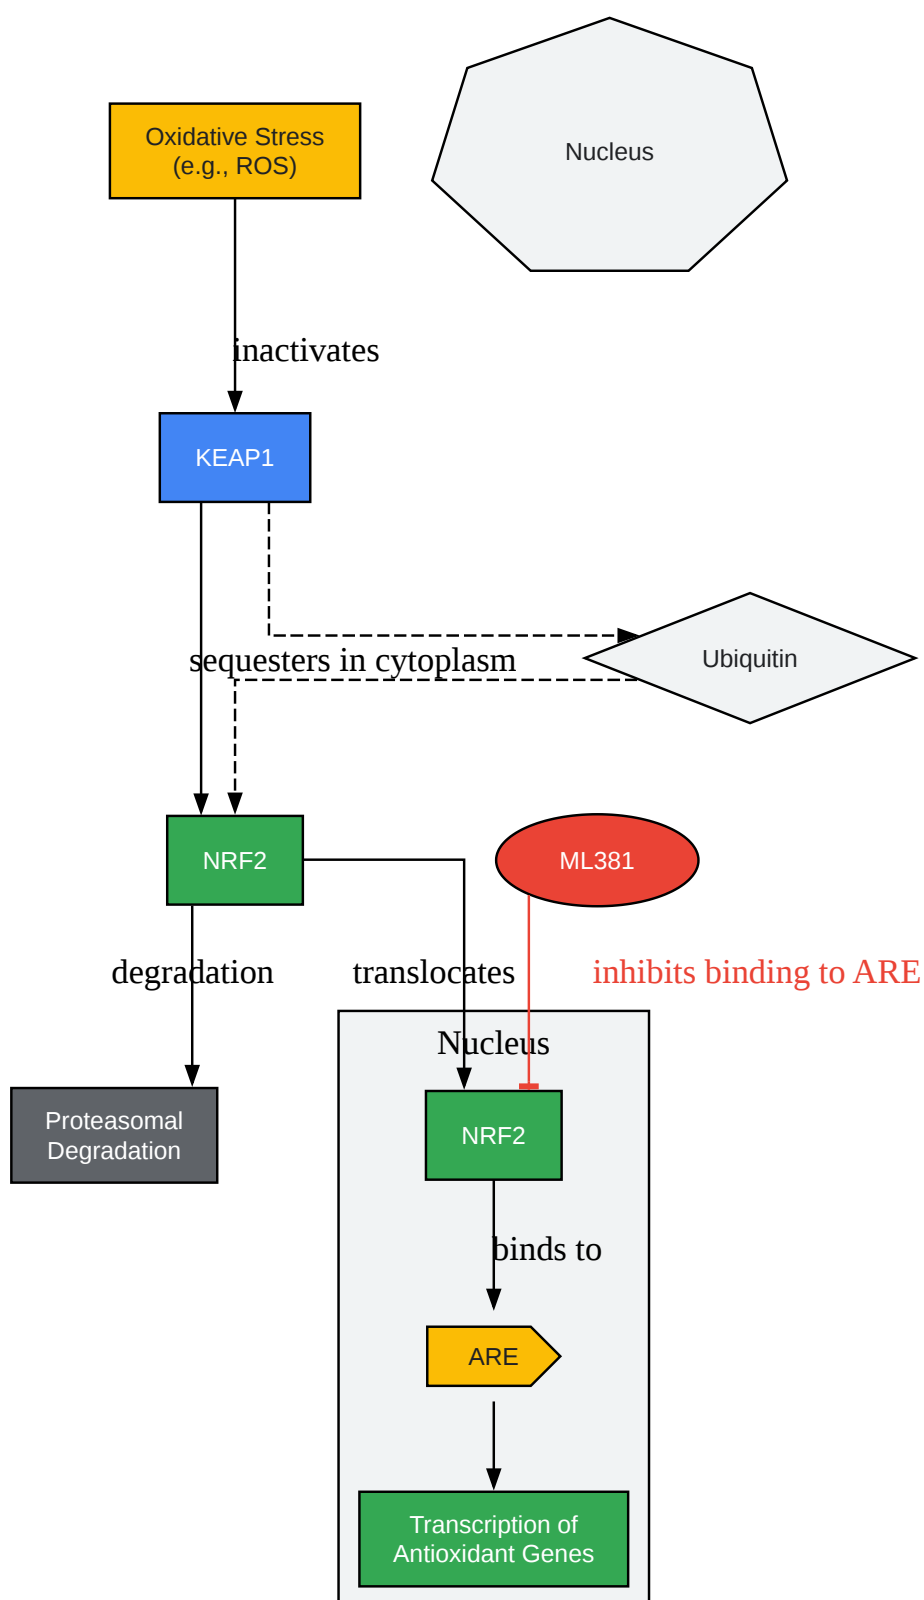 Nucleus
Oxidative Stress
(e.g., ROS)
inactivates
KEAP1
sequesters in cytoplasm
Ubiquitin
NRF2
ML381
degradation
translocates
inhibits binding to ARE
Nucleus
Proteasomal
Degradation
NRF2
binds to
ARE
Transcription of
Antioxidant Genes